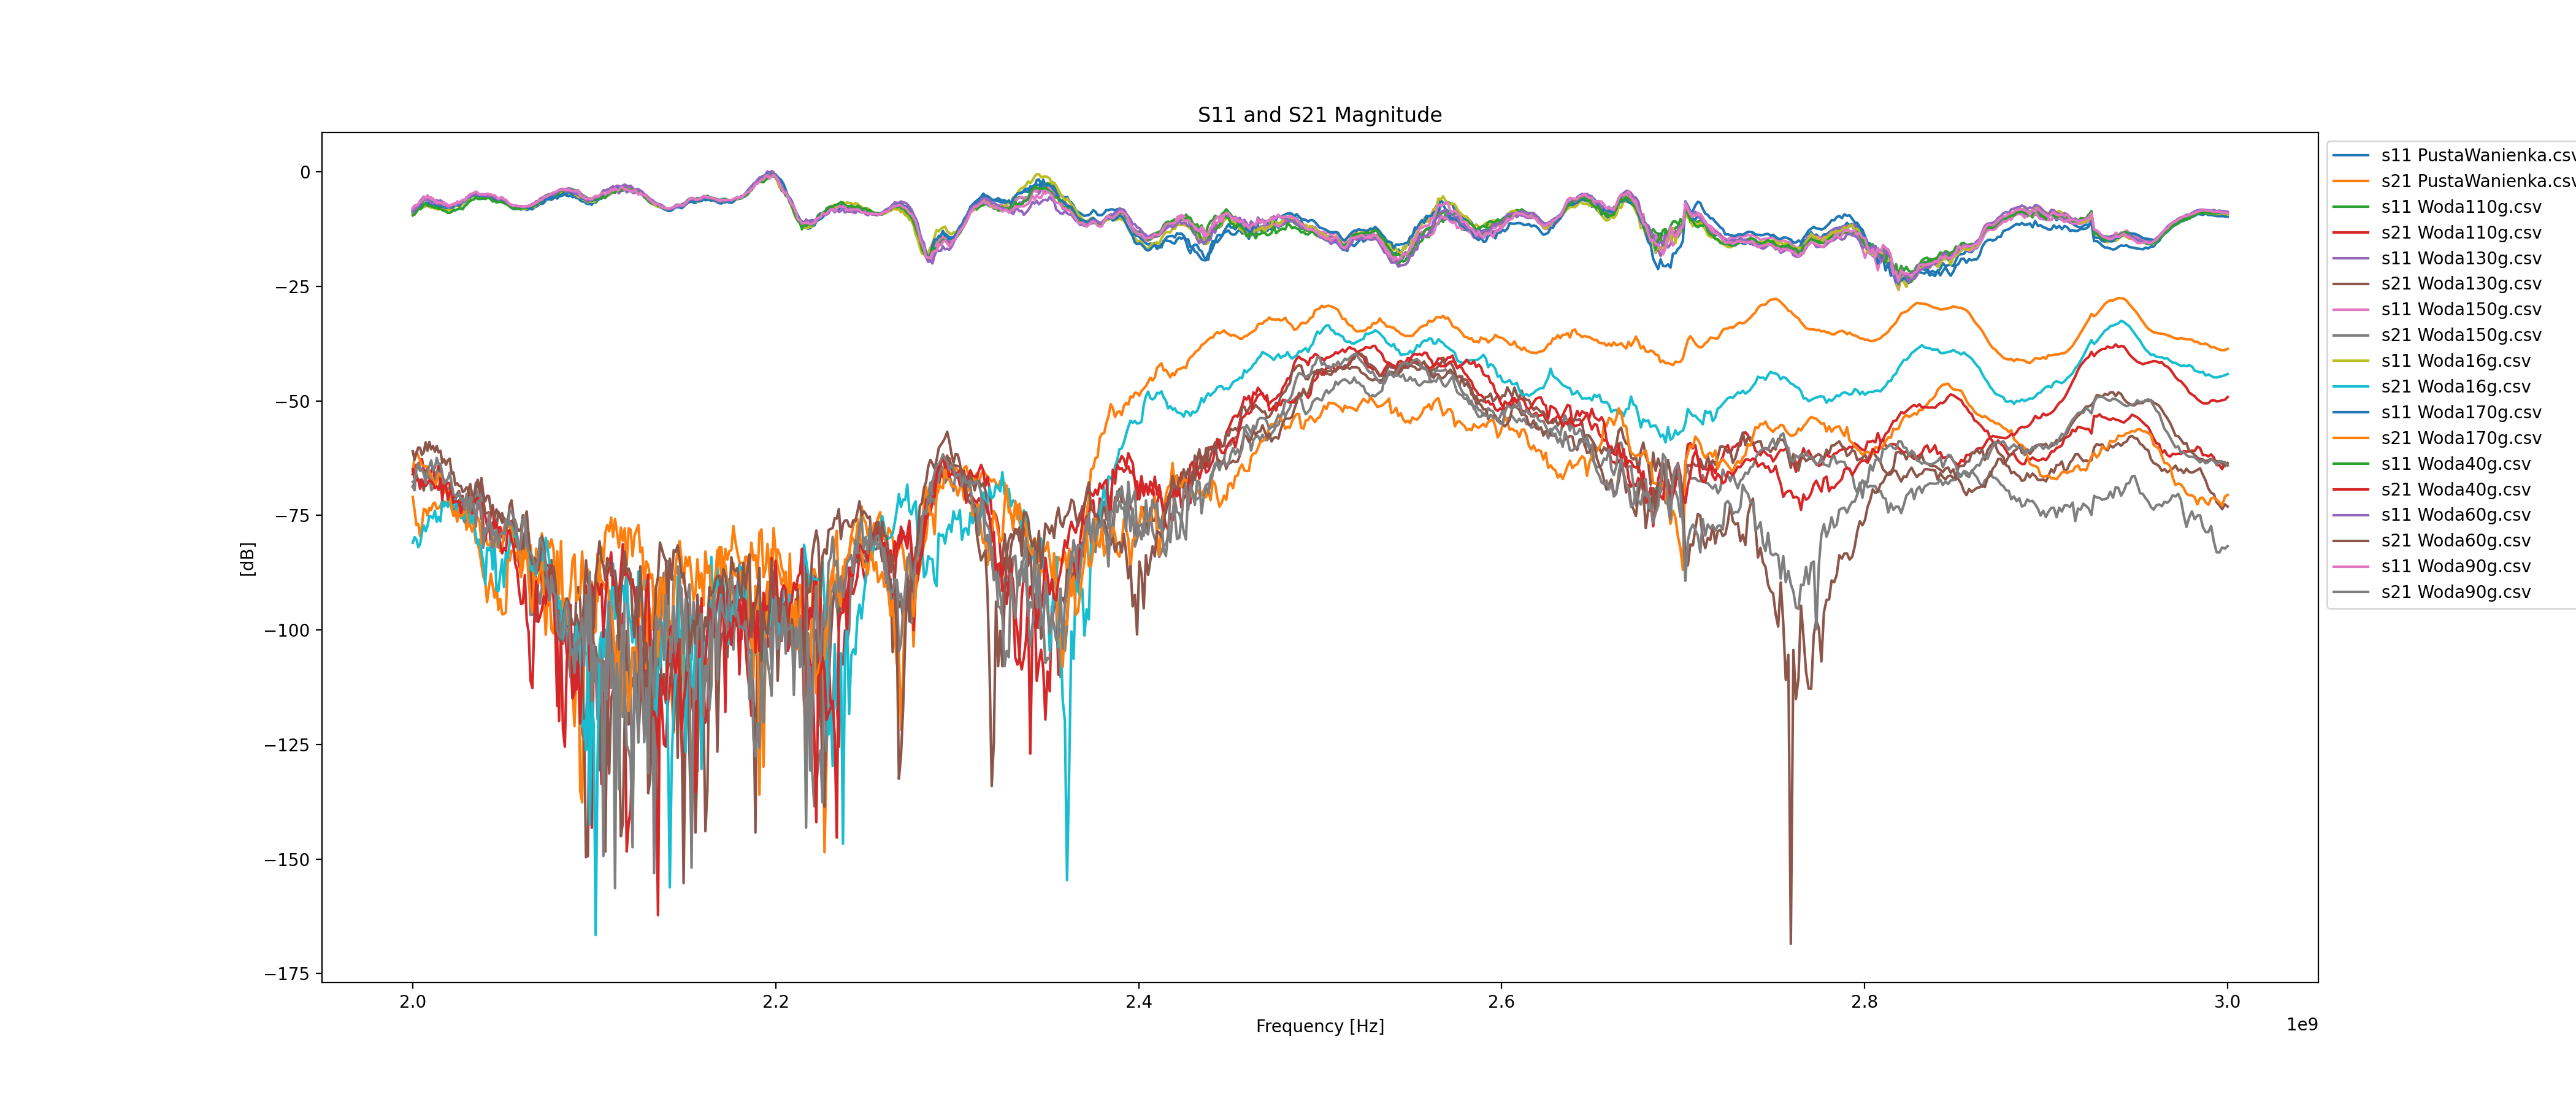 S11 and S21 Magnitude
0
−25
−50
−75
−100
−125
−150
−175
[dB]
2.0
2.2
2.4
2.6
2.8
3.0
Frequency [Hz]
1e9
s11 PustaWanienka.csv
s21 PustaWanienka.csv
s11 Woda110g.csv
s21 Woda110g.csv
s11 Woda130g.csv
s21 Woda130g.csv
s11 Woda150g.csv
s21 Woda150g.csv
s11 Woda16g.csv
s21 Woda16g.csv
s11 Woda170g.csv
s21 Woda170g.csv
s11 Woda40g.csv
s21 Woda40g.csv
s11 Woda60g.csv
s21 Woda60g.csv
s11 Woda90g.csv
s21 Woda90g.csv